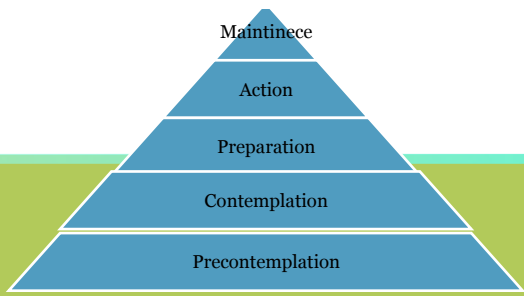 Maintinece
Action
Preparation
Contemplation
Precontemplation